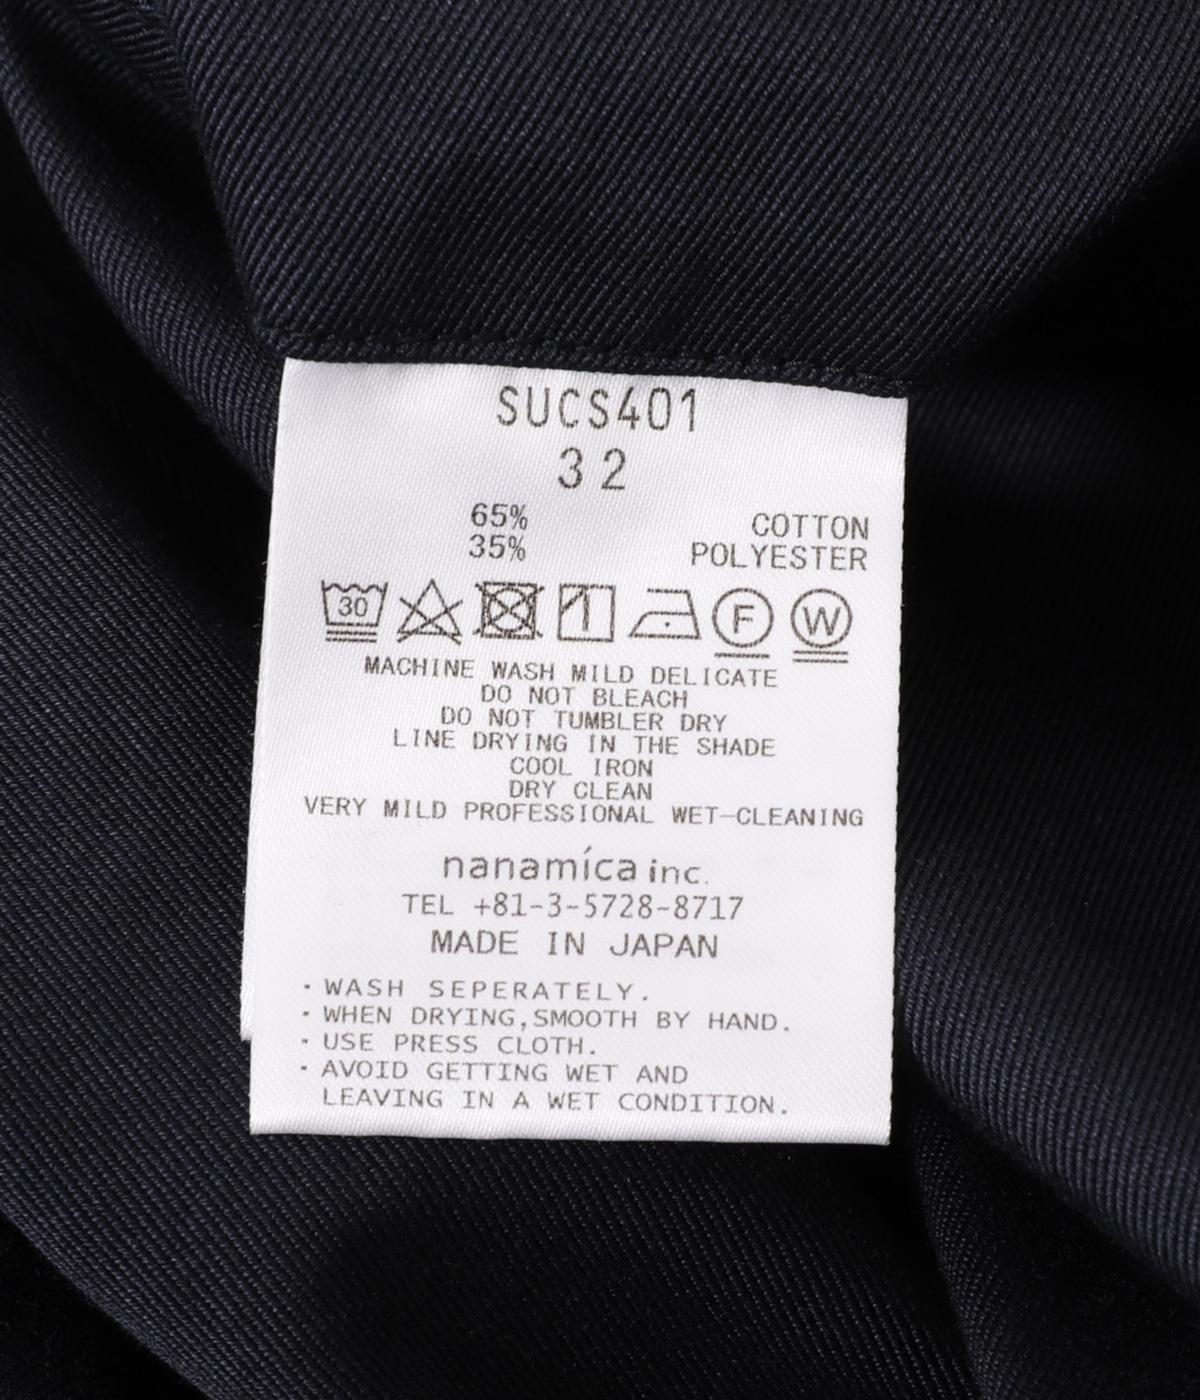 SUCS401
32
65% COTTON
35% POLYESTER
30 F W
MACHINE WASH MILD DELICATE
DO NOT BLEACH
DO NOT TUMBLER DRY
LINE DRYING IN THE SHADE
COOL IRON
DRY CLEAN
VERY MILD PROFESSIONAL WET-CLEANING
nanamíca inc.
TEL +81-3-5728-8717
MADE IN JAPAN
・WASH SEPERATELY.
・WHEN DRYING,SMOOTH BY HAND.
・USE PRESS CLOTH.
・AVOID GETTING WET AND
LEAVING IN A WET CONDITION.